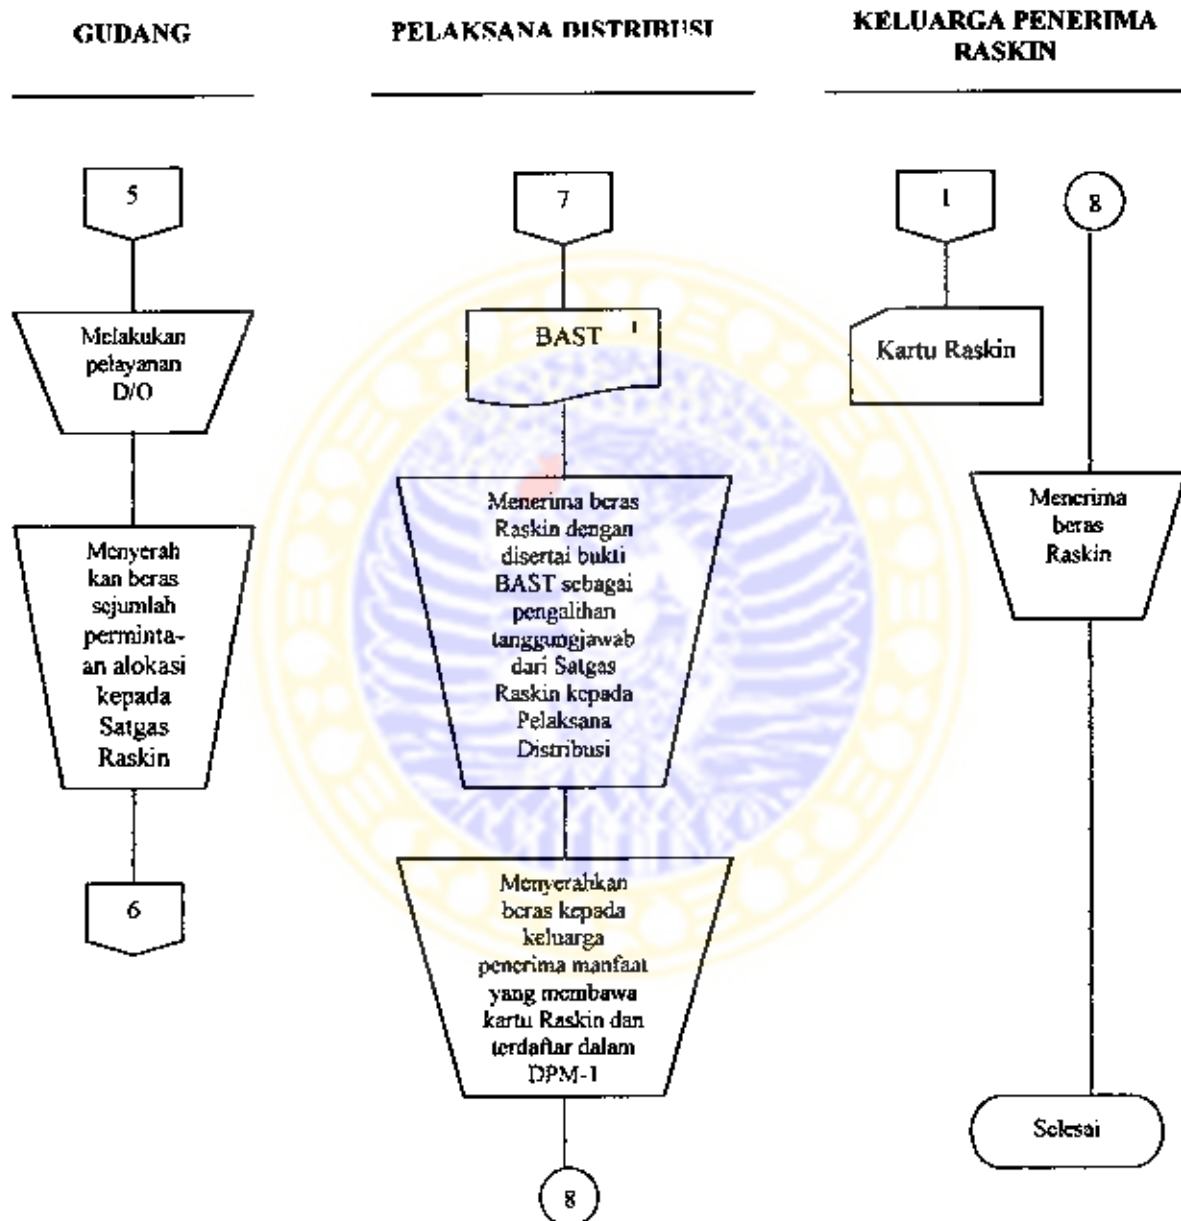 GUDANG
PELAKSANA DISTRIBUSI
KELUARGA PENERIMA
RASKIN
5
Melakukan
pelayanan
D/O
Menyerah
kan beras
sejumlah
perminta-
an alokasi
kepada
Satgas
Raskin
6
7
BAST 1
Menerima beras
Raskin dengan
disertai bukti
BAST sebagai
pengalihan
tanggungjawab
dari Satgas
Raskin kepada
Pelaksana
Distribusi
Menyerahkan
beras kepada
keluarga
penerima manfaat
yang membawa
kartu Raskin dan
terdaftar dalam
DPM-1
8
1
Kartu Raskin
8
Menerima
beras
Raskin
Selesai